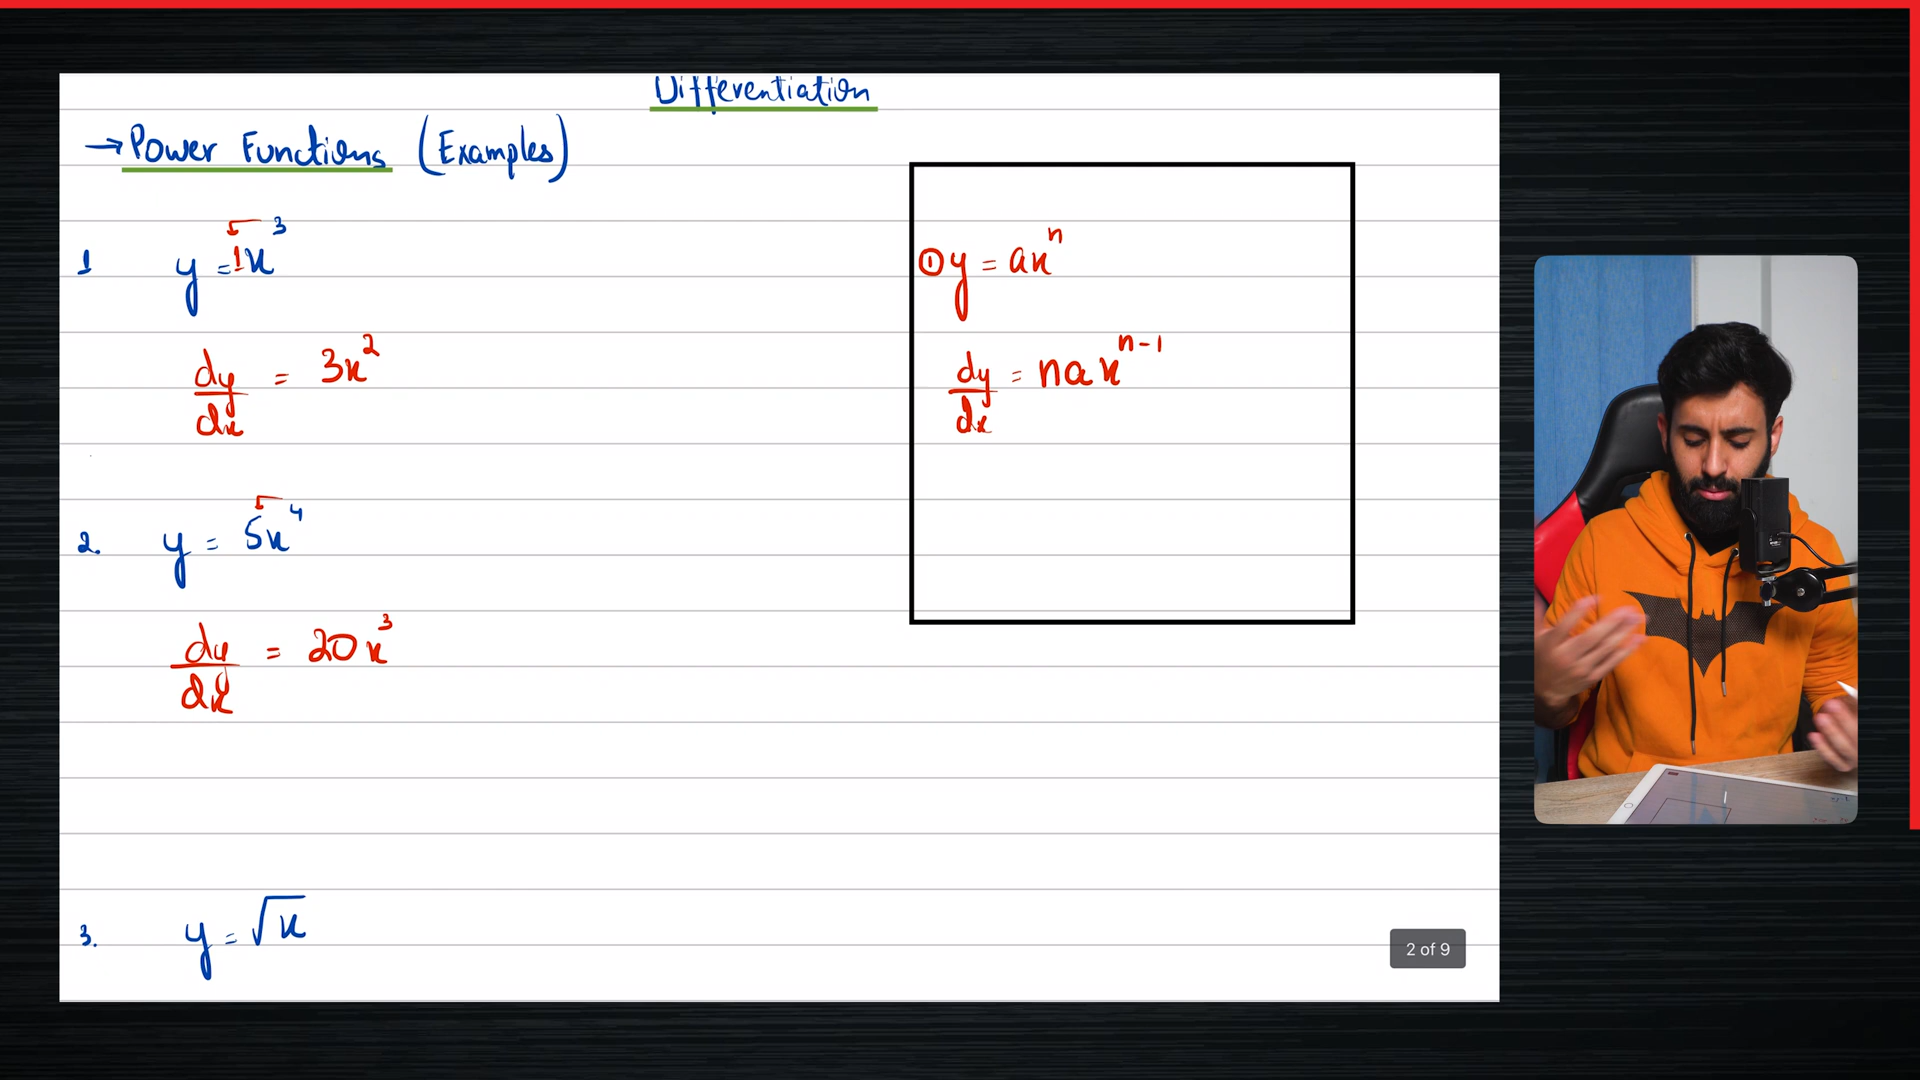 Differentiation
→ Power Functions (Examples)
1 y = 1x³
dy/dx = 3x²
2. y = 5x⁴
dy/dx = 20x³
3. y = √x
① y = axⁿ
dy/dx = naxⁿ⁻¹
2 of 9